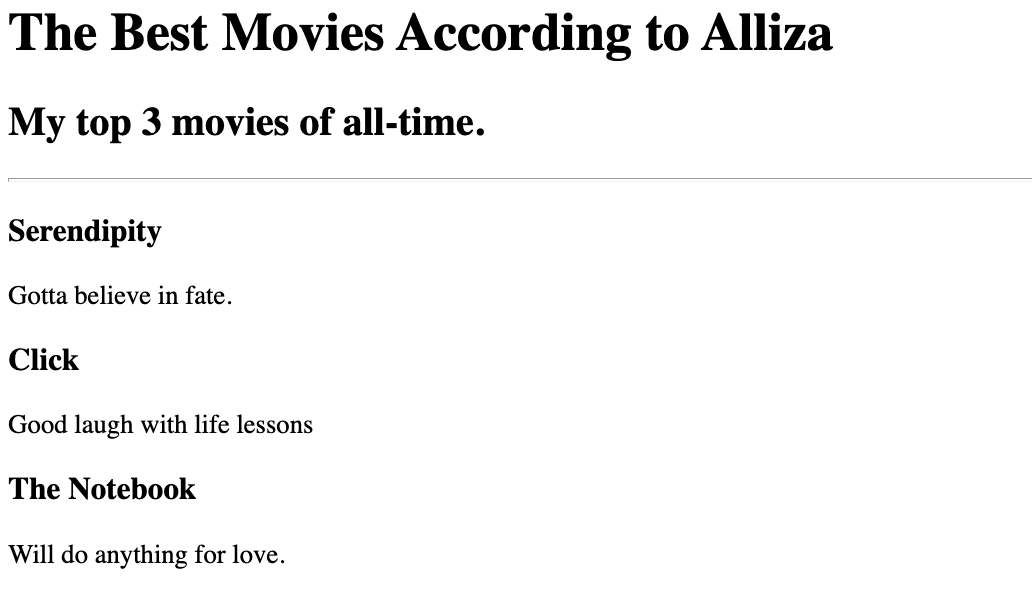 The Best Movies According to Alliza
My top 3 movies of all-time.
Serendipity
Gotta believe in fate.
Click
Good laugh with life lessons
The Notebook
Will do anything for love.